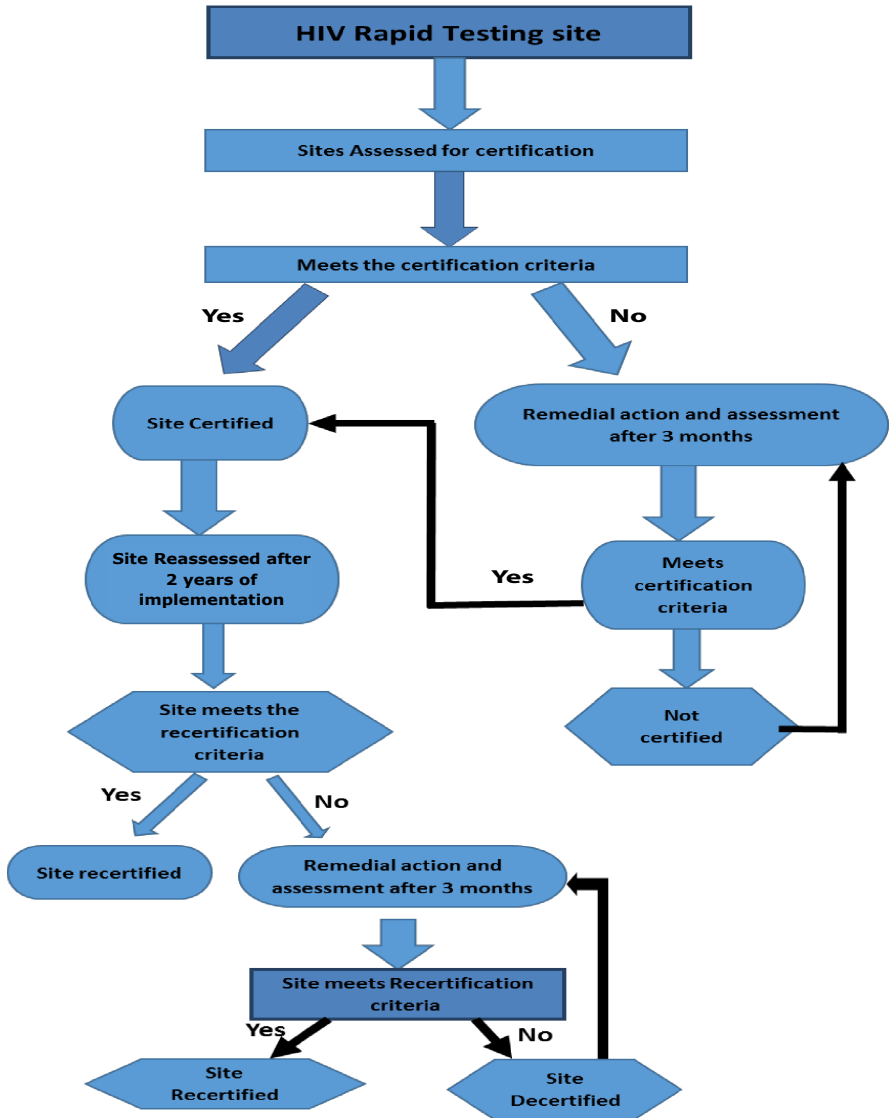 HIV Rapid Testing site
Sites Assessed for certification
Meets the certification criteria
Yes
No
Site Certified
Remedial action and assessment
after 3 months
Site Reassessed after
2 years of
implementation
Yes
Meets
certification
criteria
Site meets the
recertification
criteria
Not
certified
Yes
No
Site recertified
Remedial action and
assessment after 3 months
Site meets Recertification
criteria
Yes
No
Site
Recertified
Site
Decertified